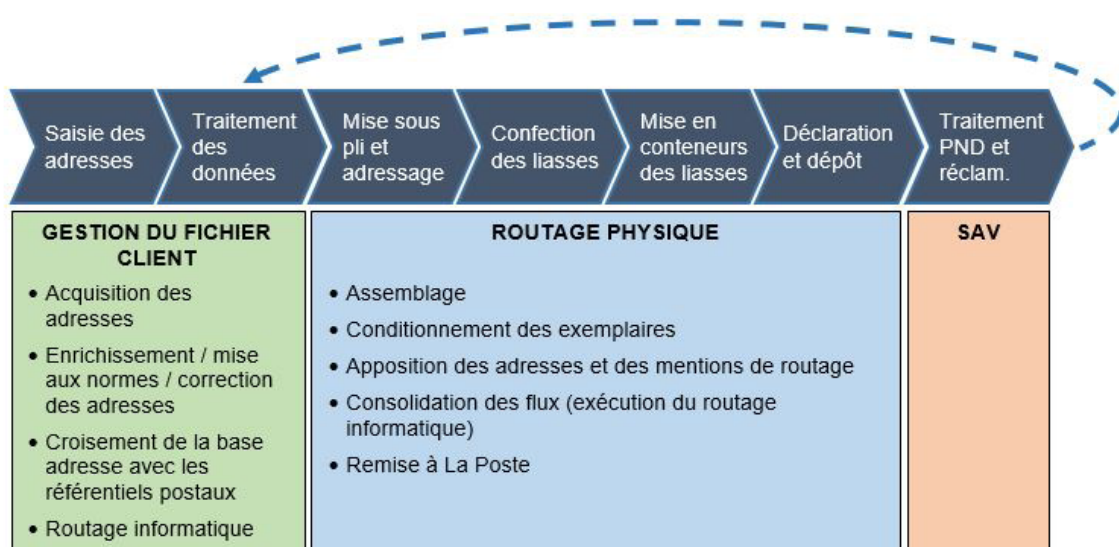 Saisie des
adresses
Traitement
des
données
Mise sous
pli et
adressage
Confection
des liasses
Mise en
conteneurs
des liasses
Déclaration
et dépôt
Traitement
PND et
réclam.
GESTION DU FICHIER
CLIENT
• Acquisition des
adresses
• Enrichissement / mise
aux normes / correction
des adresses
• Croisement de la base
adresse avec les
référentiels postaux
• Routage informatique
ROUTAGE PHYSIQUE
• Assemblage
• Conditionnement des exemplaires
• Apposition des adresses et des mentions de routage
• Consolidation des flux (exécution du routage
informatique)
• Remise à La Poste
SAV